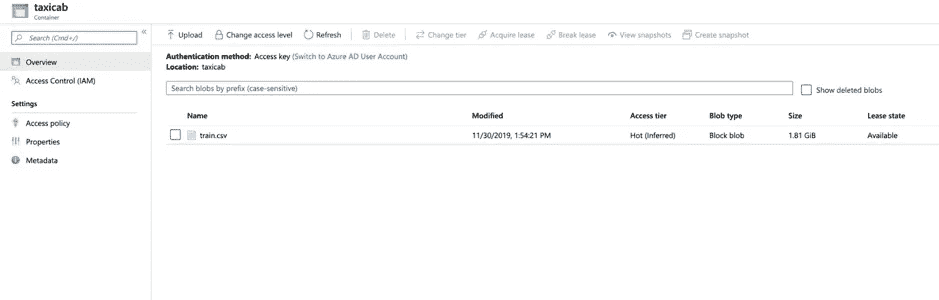 taxicab
Container
Search (Cmd+/)
«
Overview
Access Control (IAM)
Settings
Access policy
Properties
Metadata
Upload Change access level Refresh Delete Change tier Acquire lease Break lease View snapshots Create snapshot
Authentication method: Access key (Switch to Azure AD User Account)
Location: taxicab
Search blobs by prefix (case-sensitive) Show deleted blobs
Name Modified Access tier Blob type Size Lease state
train.csv 11/30/2019, 1:54:21 PM Hot (Inferred) Block blob 1.81 GiB Available